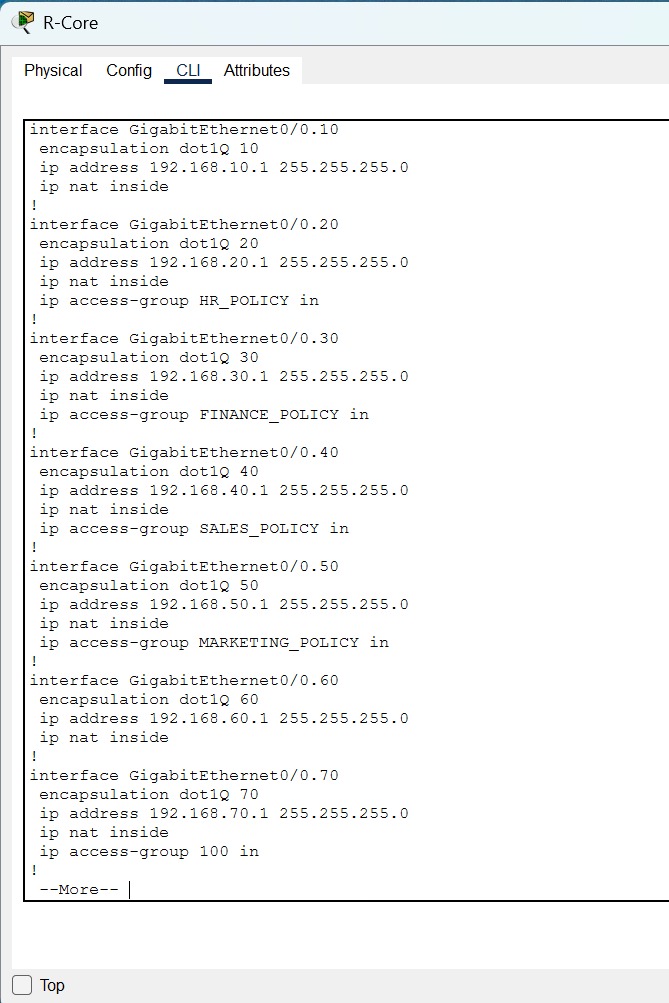 R-Core
Physical Config CLI Attributes
interface GigabitEthernet0/0.10
 encapsulation dot1Q 10
 ip address 192.168.10.1 255.255.255.0
 ip nat inside
!
interface GigabitEthernet0/0.20
 encapsulation dot1Q 20
 ip address 192.168.20.1 255.255.255.0
 ip nat inside
 ip access-group HR_POLICY in
!
interface GigabitEthernet0/0.30
 encapsulation dot1Q 30
 ip address 192.168.30.1 255.255.255.0
 ip nat inside
 ip access-group FINANCE_POLICY in
!
interface GigabitEthernet0/0.40
 encapsulation dot1Q 40
 ip address 192.168.40.1 255.255.255.0
 ip nat inside
 ip access-group SALES_POLICY in
!
interface GigabitEthernet0/0.50
 encapsulation dot1Q 50
 ip address 192.168.50.1 255.255.255.0
 ip nat inside
 ip access-group MARKETING_POLICY in
!
interface GigabitEthernet0/0.60
 encapsulation dot1Q 60
 ip address 192.168.60.1 255.255.255.0
 ip nat inside
!
interface GigabitEthernet0/0.70
 encapsulation dot1Q 70
 ip address 192.168.70.1 255.255.255.0
 ip nat inside
 ip access-group 100 in
!
 --More--
Top